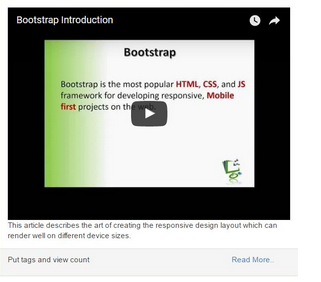 Bootstrap Introduction
Bootstrap
Bootstrap is the most popular HTML, CSS, and JS
framework for developing responsive, Mobile
first projects on the web.
This article describes the art of creating the responsive design layout which can
render well on different device sizes.
Put tags and view count
Read More..